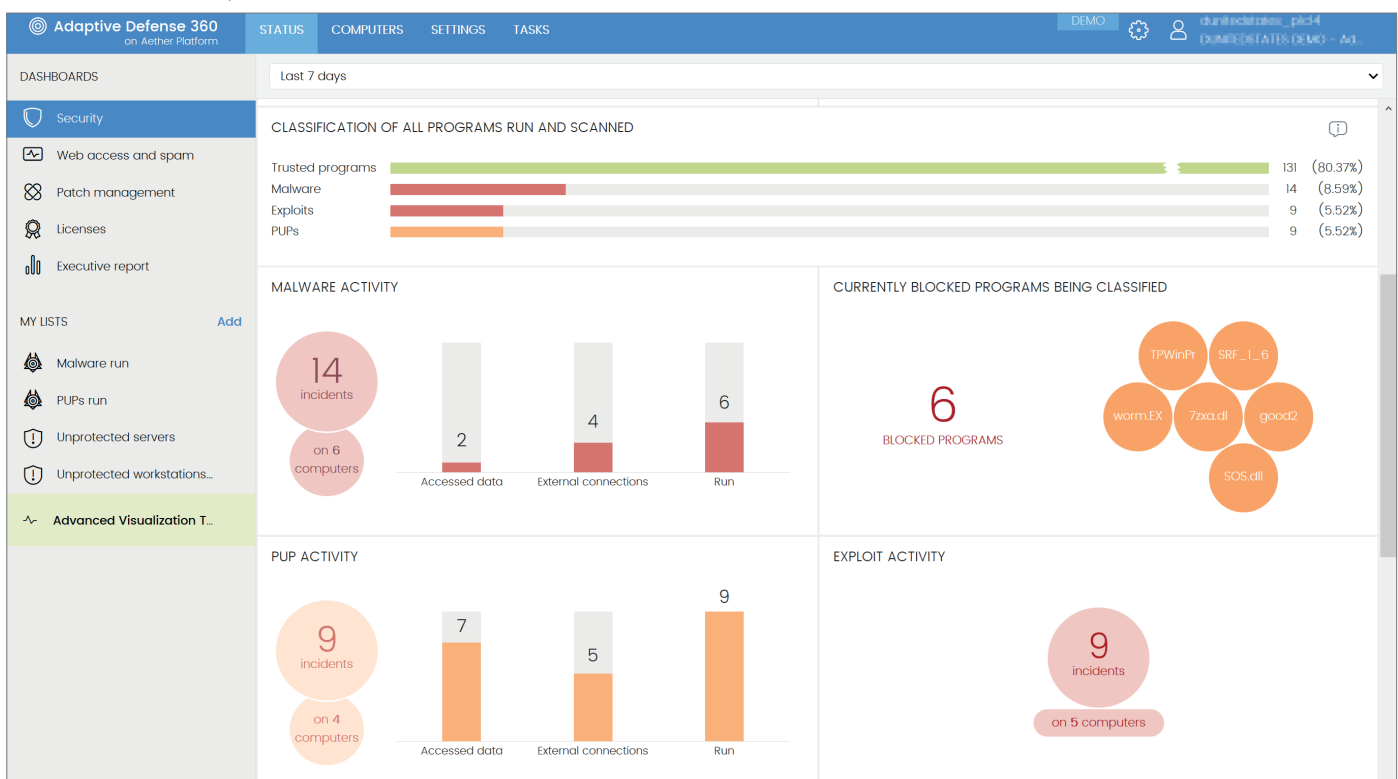 Adaptive Defense 360
on Aether Platform
STATUS
COMPUTERS
SETTINGS
TASKS
DEMO
DASHBOARDS
Last 7 days
Security
Web access and spam
Patch management
Licenses
Executive report
MY LISTS
Add
Malware run
PUPs run
Unprotected servers
Unprotected workstations...
Advanced Visualization T...
CLASSIFICATION OF ALL PROGRAMS RUN AND SCANNED
Trusted programs 131 (80.37%)
Malware 14 (8.59%)
Exploits 9 (5.52%)
PUPs 9 (5.52%)
MALWARE ACTIVITY
14
incidents
on 6
computers
2
4
6
Accessed data
External connections
Run
CURRENTLY BLOCKED PROGRAMS BEING CLASSIFIED
6
BLOCKED PROGRAMS
TPWinPr
SRF_1_6
worm.EX
7zxa.dl
good2
SOS.dll
PUP ACTIVITY
9
incidents
on 4
computers
7
5
9
Accessed data
External connections
Run
EXPLOIT ACTIVITY
9
incidents
on 5 computers